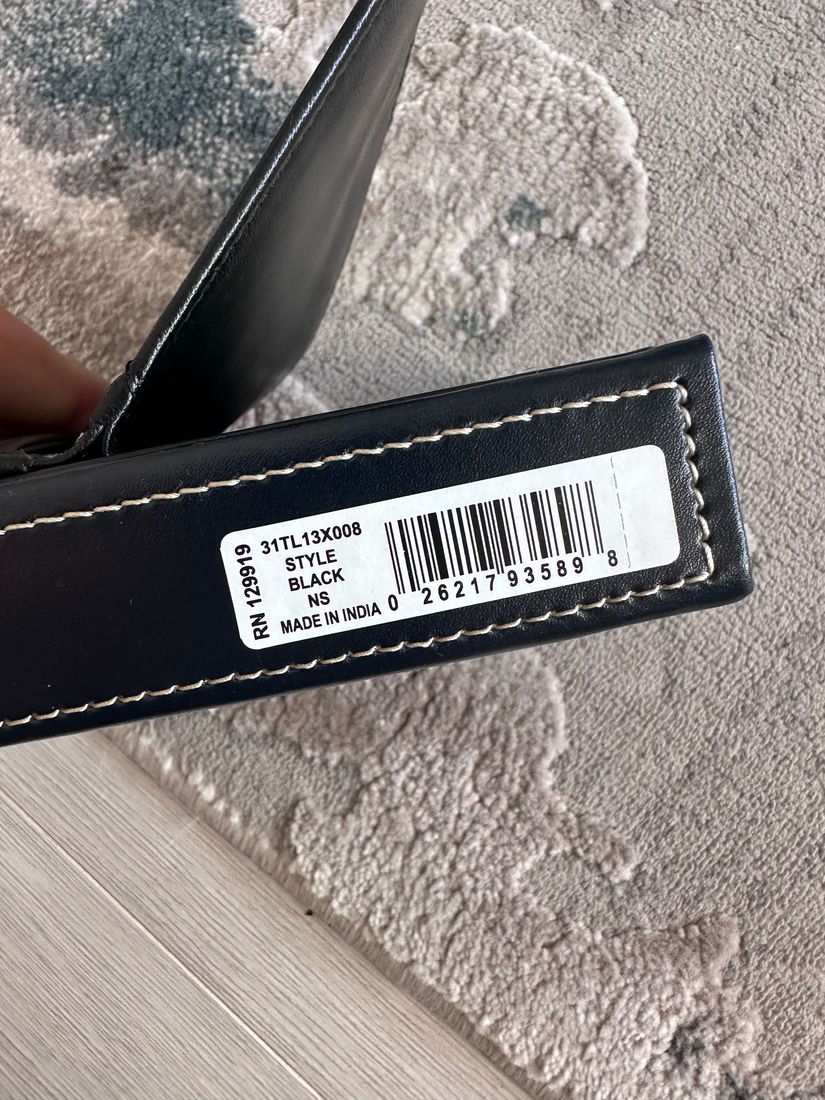 RN 129919
31TL13X008
STYLE
BLACK
NS
MADE IN INDIA
0 26217 93589 8